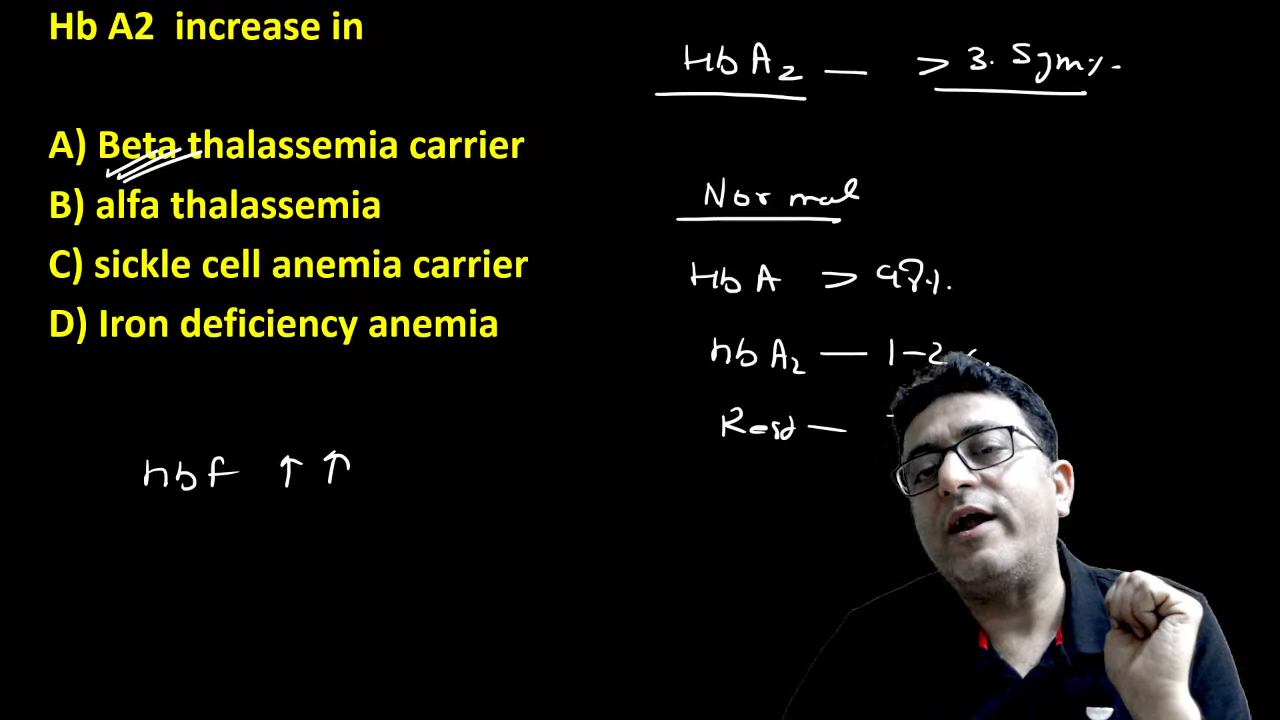 Hb A2 increase in
A) Beta thalassemia carrier
B) alfa thalassemia
C) sickle cell anemia carrier
D) Iron deficiency anemia
hbf ↑ ↑
HbA2 — > 3.5gm%
Normal
HbA > 98%.
hbA2 — 1-2
Rest —